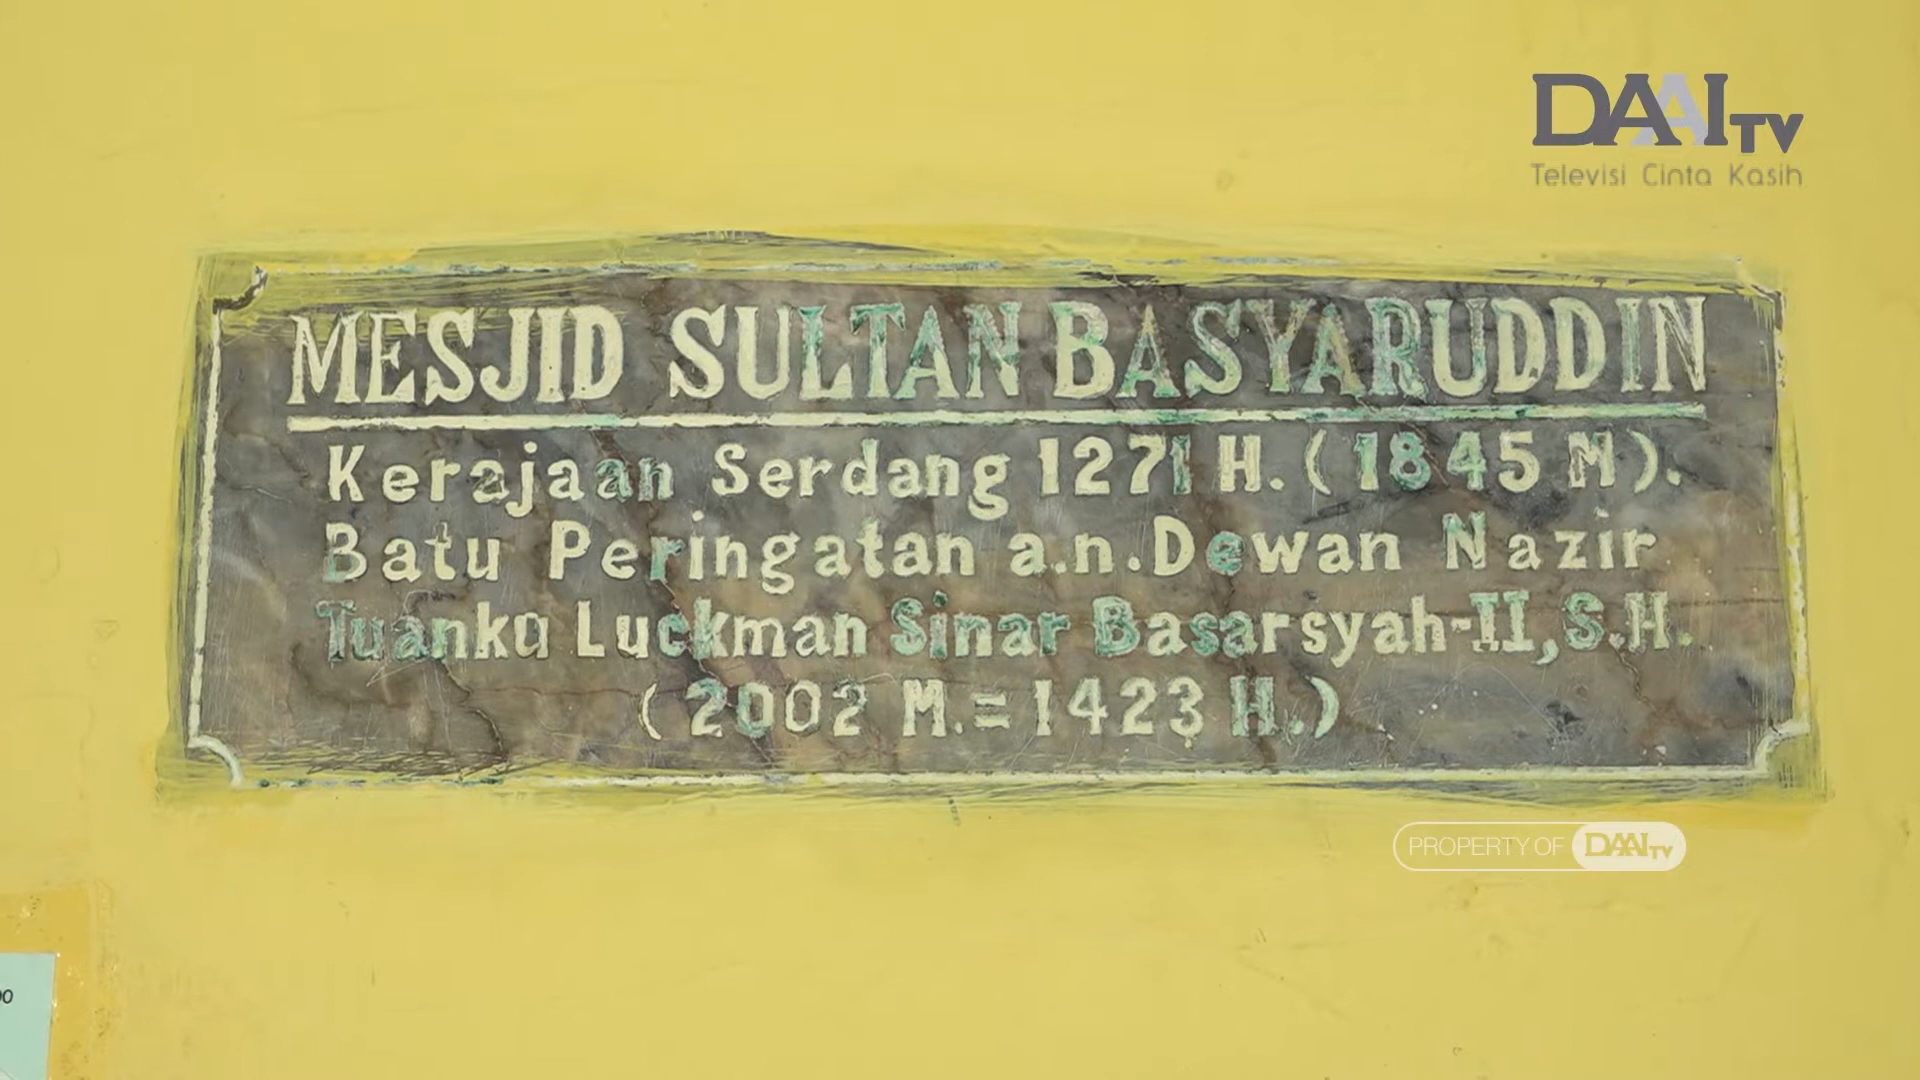 DAAI TV
Televisi Cinta Kasih
MESJID SULTAN BASYARUDDIN
Kerajaan Serdang 1271 H. (1845 M).
Batu Peringatan a.n. Dewan Nazir
Tuanku Luckman Sinar Basarsyah-II, S.H.
(2002 M.=1423 H.)
PROPERTY OF DAAI TV